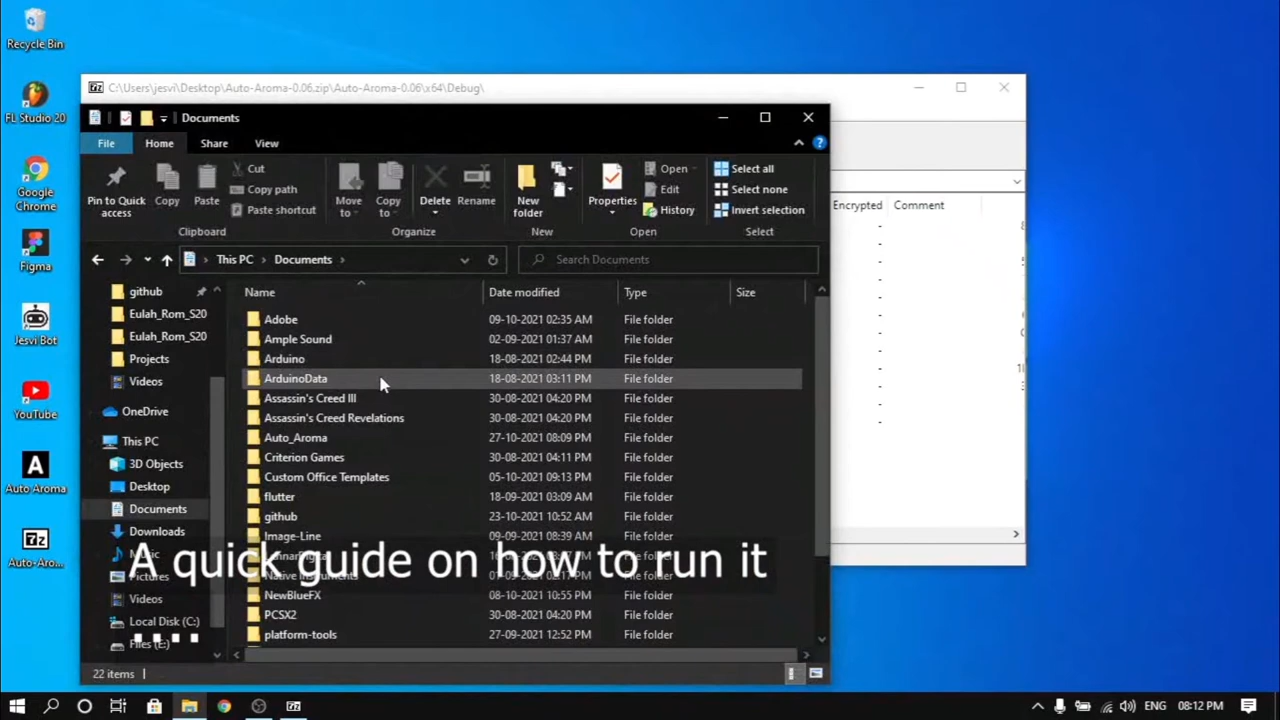 Recycle Bin
FL Studio 20
Google Chrome
Figma
Jesvi Bot
YouTube
Auto Aroma
Auto-Aro...
C:\Users\jesvi\Desktop\Auto-Aroma-0.06.zip\Auto-Aroma-0.06\x64\Debug\
Encrypted Comment
Documents
File Home Share View
Pin to Quick access
Copy
Paste
Cut
Copy path
Paste shortcut
Clipboard
Move to
Copy to
Delete
Rename
Organize
New folder
New
Properties
Open
Edit
History
Open
Select all
Select none
Invert selection
Select
This PC > Documents >
Search Documents
github
Eulah_Rom_S20
Eulah_Rom_S20
Projects
Videos
OneDrive
This PC
3D Objects
Desktop
Documents
Downloads
Music
Pictures
Videos
Local Disk (C:)
Files (E:)
Name Date modified Type Size
Adobe 09-10-2021 02:35 AM File folder
Ample Sound 02-09-2021 01:37 AM File folder
Arduino 18-08-2021 02:44 PM File folder
ArduinoData 18-08-2021 03:11 PM File folder
Assassin's Creed III 30-08-2021 04:20 PM File folder
Assassin's Creed Revelations 30-08-2021 04:20 PM File folder
Auto_Aroma 27-10-2021 08:09 PM File folder
Criterion Games 30-08-2021 04:11 PM File folder
Custom Office Templates 05-10-2021 09:13 PM File folder
flutter 18-09-2021 03:09 AM File folder
github 23-10-2021 10:52 AM File folder
Image-Line 09-09-2021 08:39 AM File folder
File folder
File folder
NewBlueFX 08-10-2021 10:55 PM File folder
PCSX2 30-08-2021 04:20 PM File folder
platform-tools 27-09-2021 12:52 PM File folder
A quick guide on how to run it
....
22 items
ENG 08:12 PM